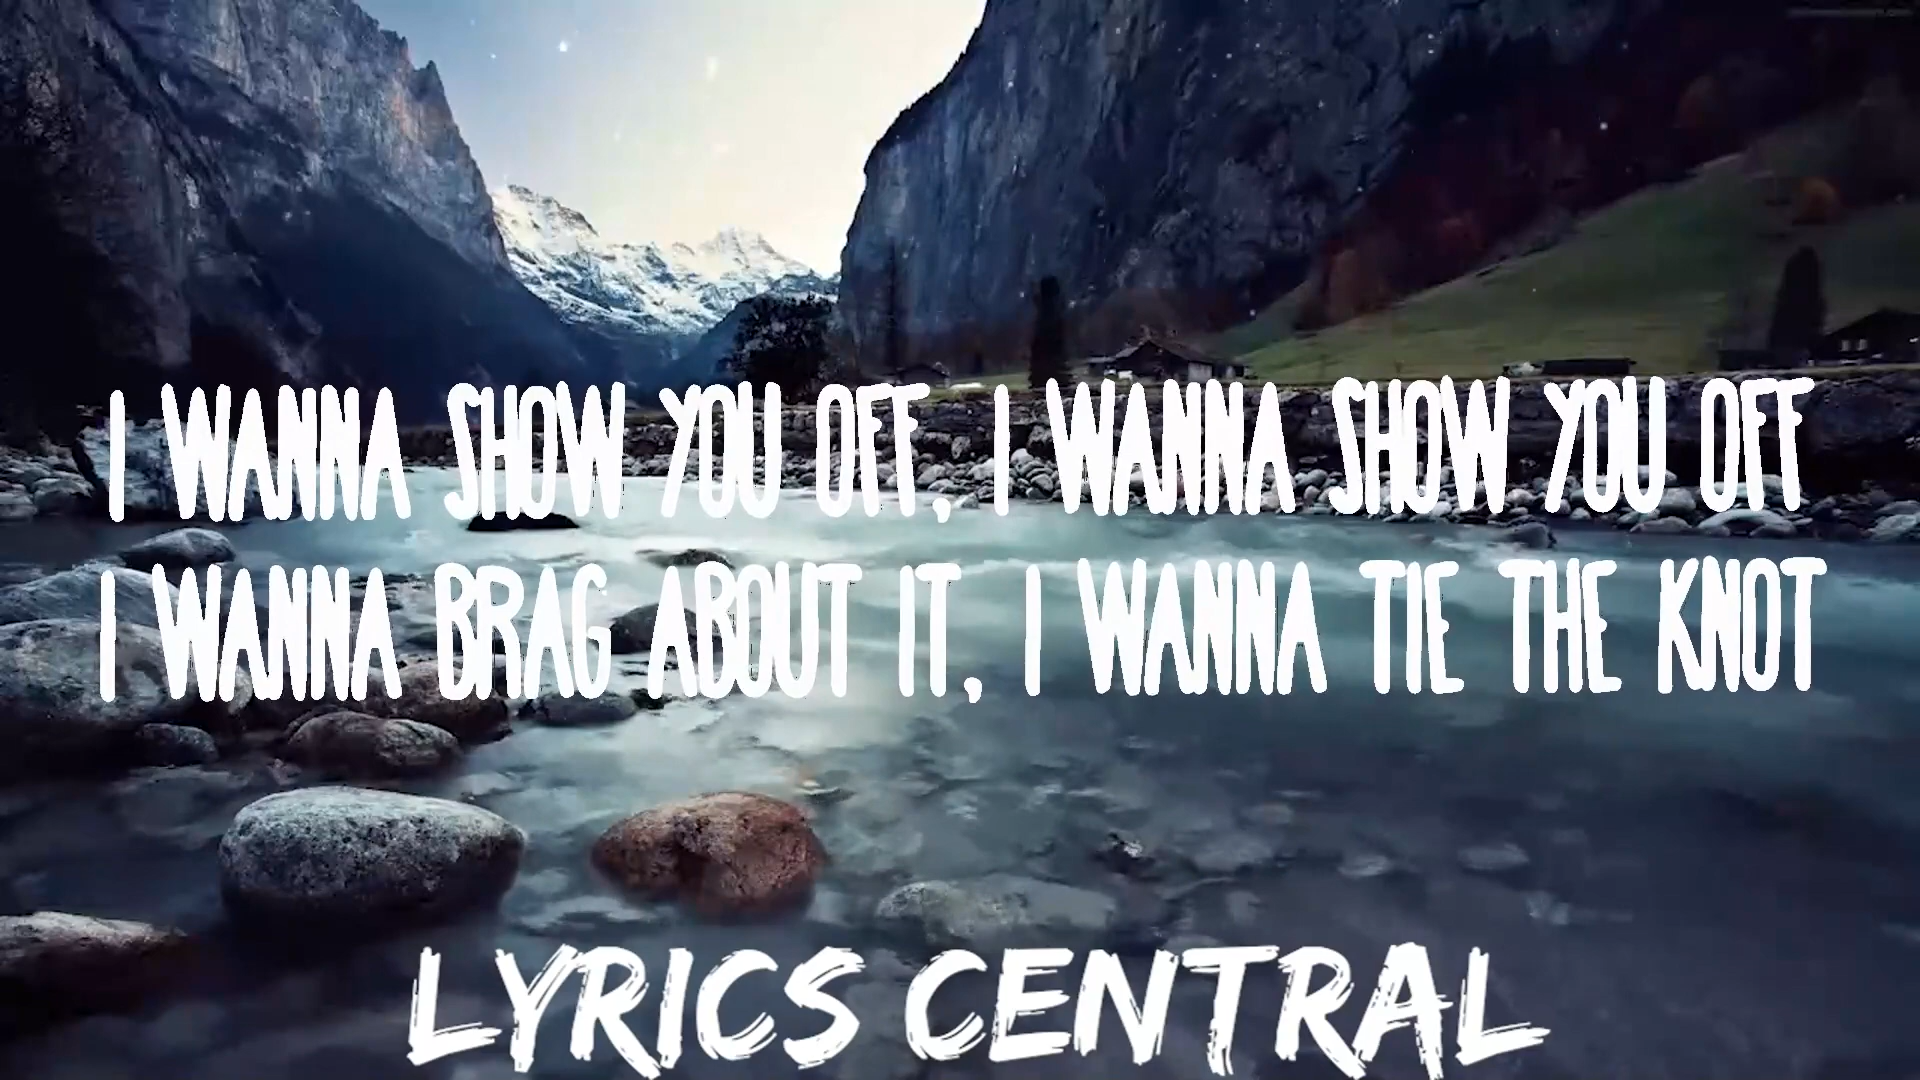 I WANNA SHOW YOU OFF, I WANNA SHOW YOU OFF
I WANNA BRAG ABOUT IT, I WANNA TIE THE KNOT
LYRICS CENTRAL